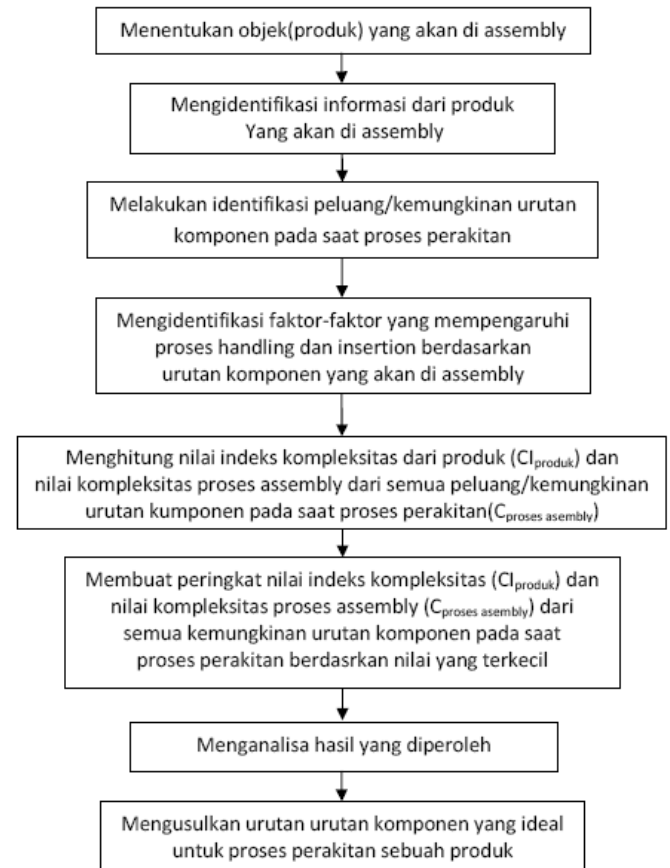 Menentukan objek(produk) yang akan di assembly
Mengidentifikasi informasi dari produk
Yang akan di assembly
Melakukan identifikasi peluang/kemungkinan urutan
komponen pada saat proses perakitan
Mengidentifikasi faktor-faktor yang mempengaruhi
proses handling dan insertion berdasarkan
urutan komponen yang akan di assembly
Menghitung nilai indeks kompleksitas dari produk (CIproduk) dan
nilai kompleksitas proses assembly dari semua peluang/kemungkinan
urutan kumponen pada saat proses perakitan(Cproses asembly)
Membuat peringkat nilai indeks kompleksitas (CIproduk) dan
nilai kompleksitas proses assembly (Cproses asembly) dari
semua kemungkinan urutan komponen pada saat
proses perakitan berdasrkan nilai yang terkecil
Menganalisa hasil yang diperoleh
Mengusulkan urutan urutan komponen yang ideal
untuk proses perakitan sebuah produk